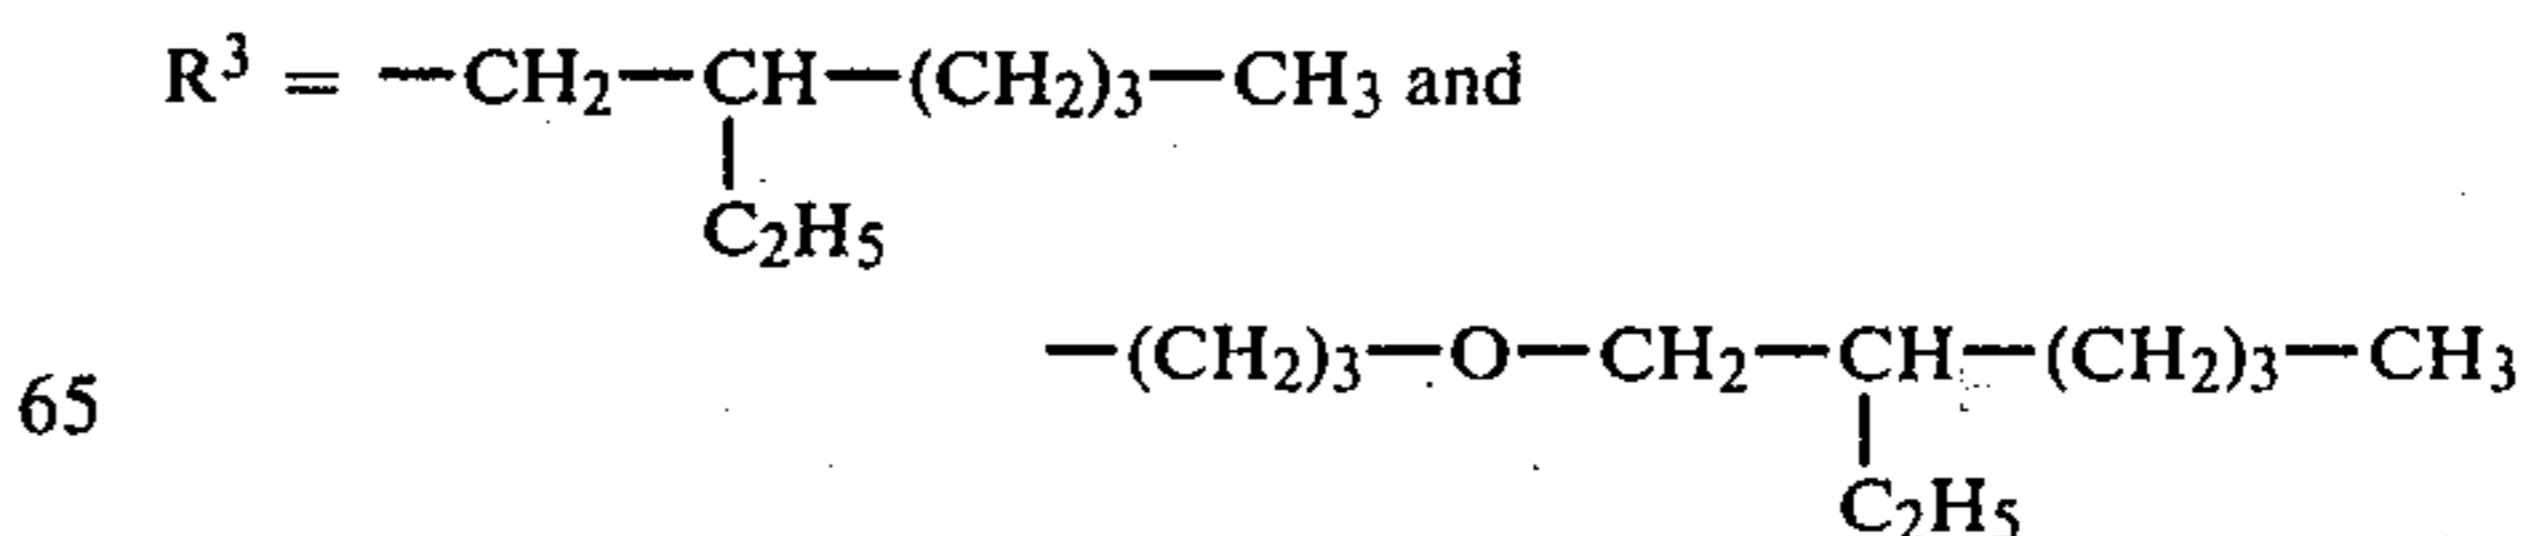 R³ = —CH₂—CH—(CH₂)₃—CH₃ and
C₂H₅
—(CH₂)₃—O—CH₂—CH—(CH₂)₃—CH₃
65
C₂H₅